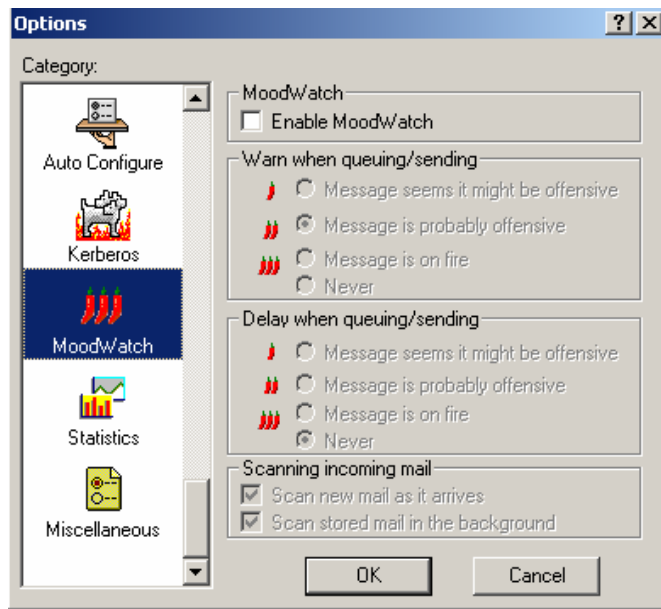 Options
Category:
Auto Configure
Kerberos
MoodWatch
Statistics
Miscellaneous
MoodWatch
Enable MoodWatch
Warn when queuing/sending
Message seems it might be offensive
Message is probably offensive
Message is on fire
Never
Delay when queuing/sending
Message seems it might be offensive
Message is probably offensive
Message is on fire
Never
Scanning incoming mail
Scan new mail as it arrives
Scan stored mail in the background
OK Cancel